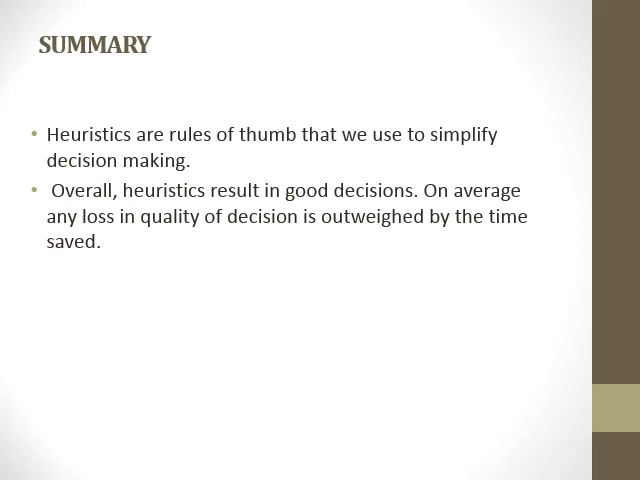 SUMMARY
• Heuristics are rules of thumb that we use to simplify
decision making.
• Overall, heuristics result in good decisions. On average
any loss in quality of decision is outweighed by the time
saved.